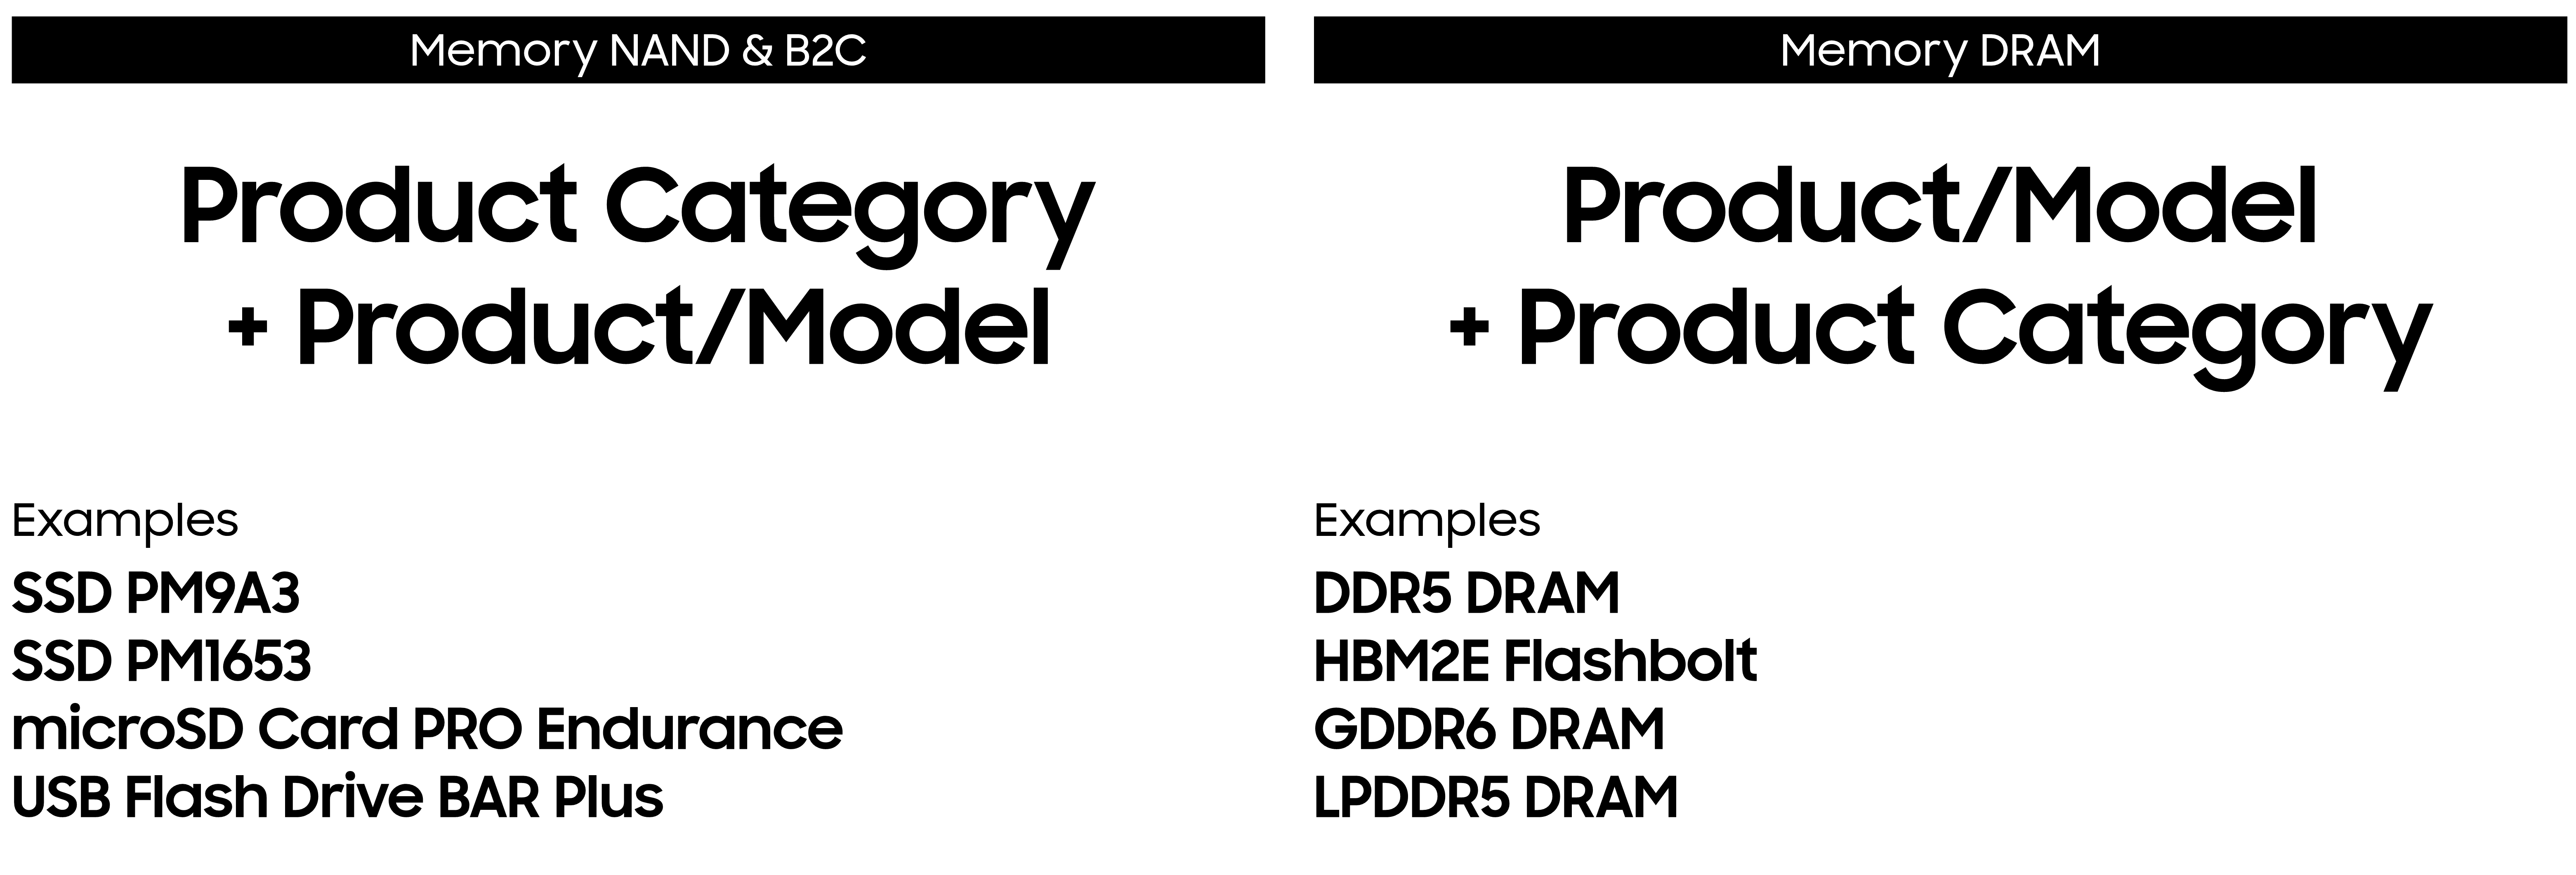 Memory NAND & B2C
Product Category
+ Product/Model
Examples
SSD PM9A3
SSD PM1653
microSD Card PRO Endurance
USB Flash Drive BAR Plus
Memory DRAM
Product/Model
+ Product Category
Examples
DDR5 DRAM
HBM2E Flashbolt
GDDR6 DRAM
LPDDR5 DRAM